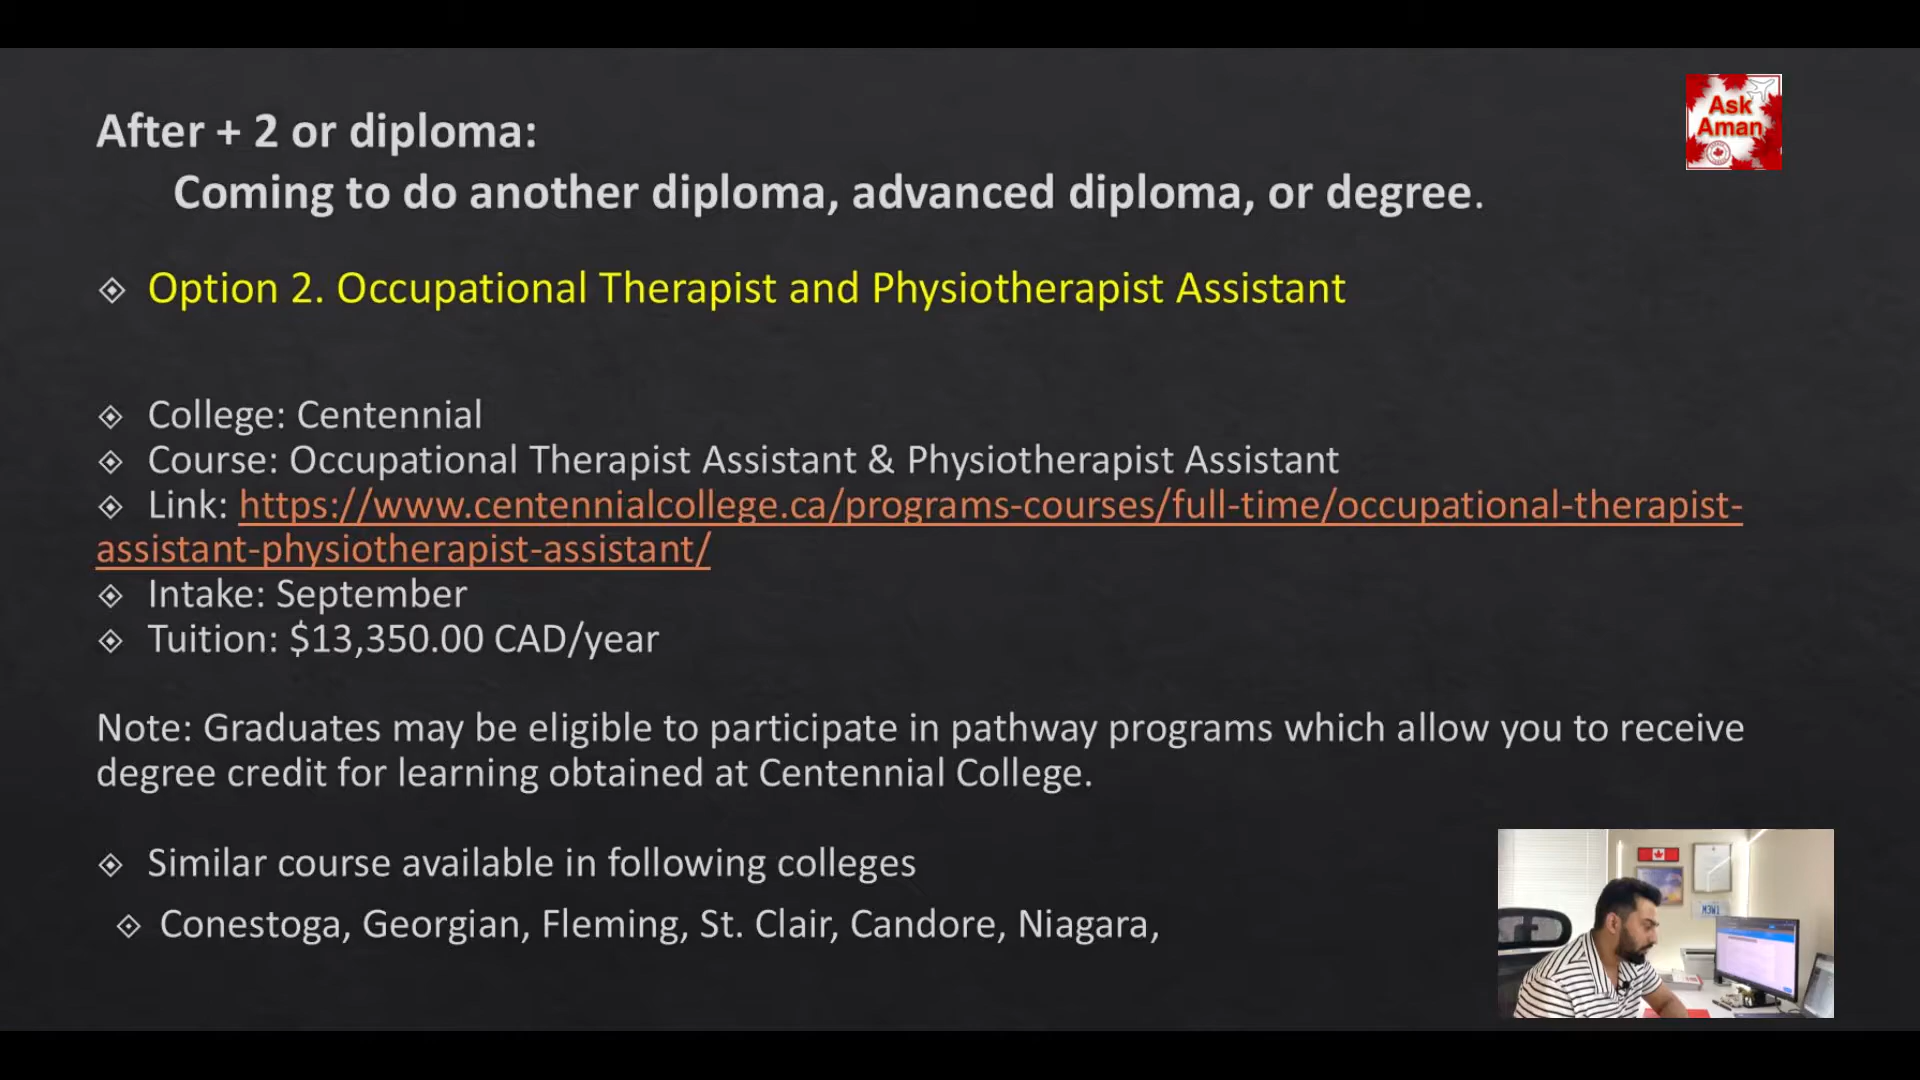 Ask
Aman
After + 2 or diploma:
Coming to do another diploma, advanced diploma, or degree.
Option 2. Occupational Therapist and Physiotherapist Assistant
College: Centennial
Course: Occupational Therapist Assistant & Physiotherapist Assistant
Link: https://www.centennialcollege.ca/programs-courses/full-time/occupational-therapist-
assistant-physiotherapist-assistant/
Intake: September
Tuition: $13,350.00 CAD/year
Note: Graduates may be eligible to participate in pathway programs which allow you to receive
degree credit for learning obtained at Centennial College.
Similar course available in following colleges
Conestoga, Georgian, Fleming, St. Clair, Candore, Niagara,